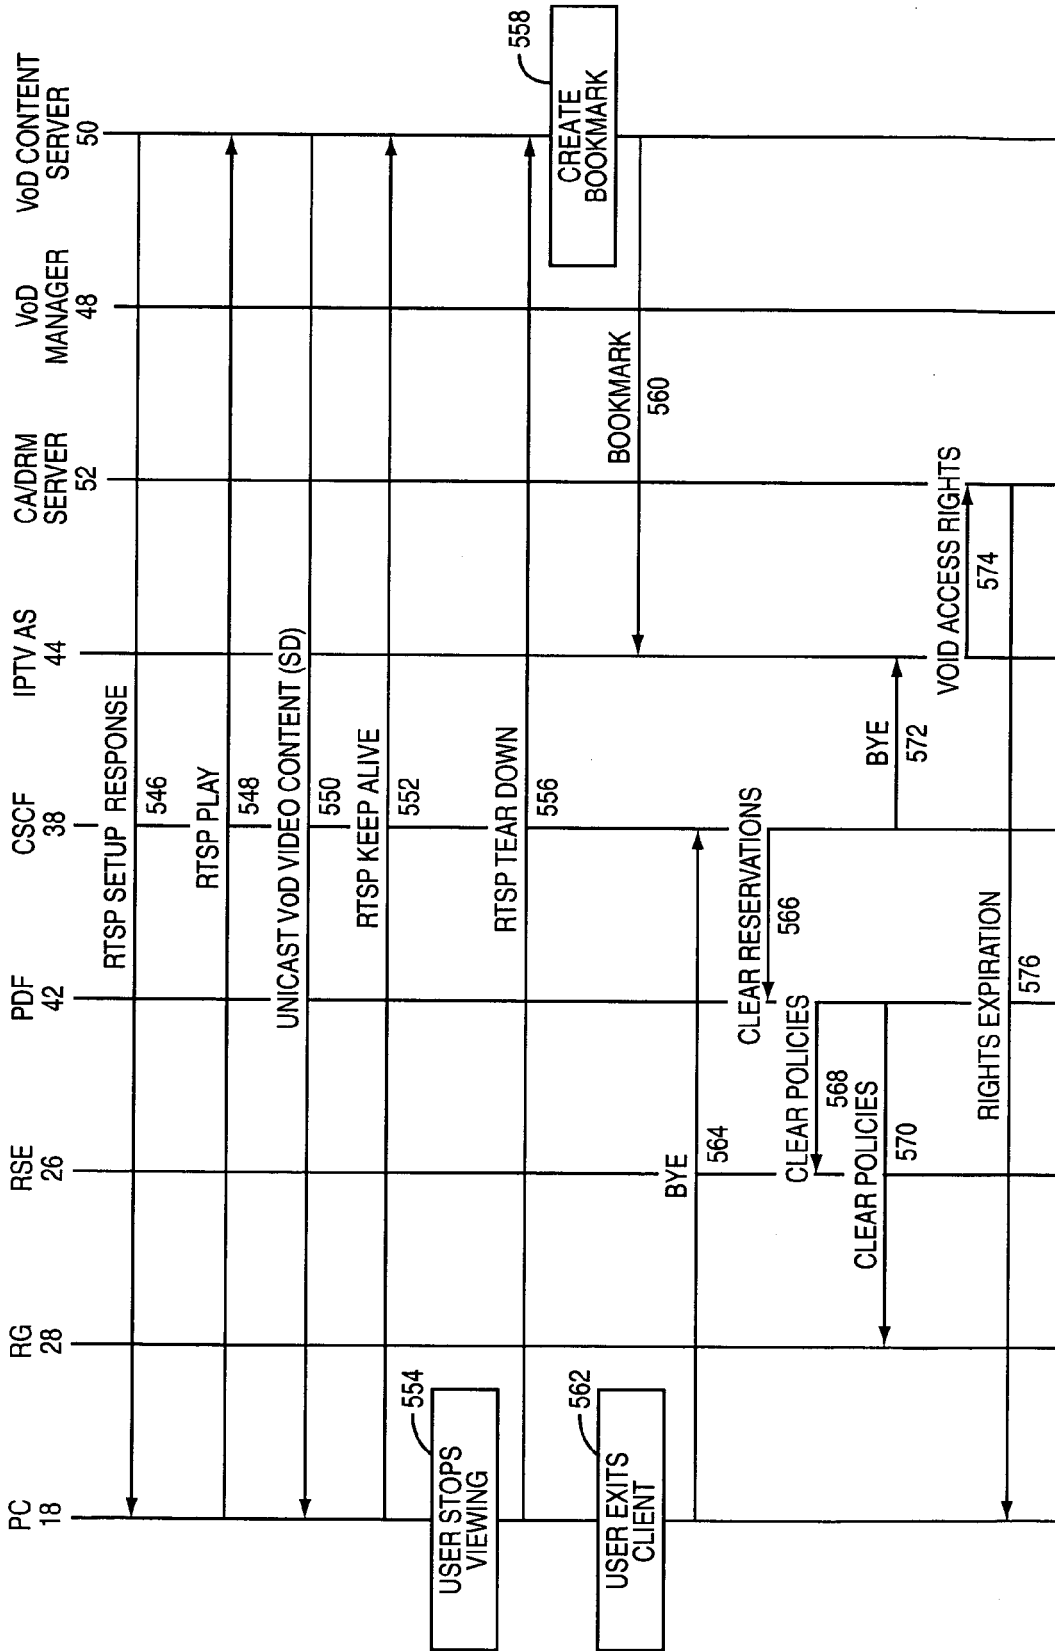 PC
18
RG
28
RSE
26
PDF
42
CSCF
38
IPTV AS
44
CA/DRM
SERVER
52
VoD
MANAGER
48
VoD CONTENT
SERVER
50
RTSP SETUP RESPONSE
546
RTSP PLAY
548
UNICAST VoD VIDEO CONTENT (SD)
550
RTSP KEEP ALIVE
552
USER STOPS
VIEWING
554
RTSP TEAR DOWN
556
CREATE
BOOKMARK
558
BOOKMARK
560
USER EXITS
CLIENT
562
BYE
564
CLEAR RESERVATIONS
566
CLEAR POLICIES
568
CLEAR POLICIES
570
BYE
572
VOID ACCESS RIGHTS
574
RIGHTS EXPIRATION
576